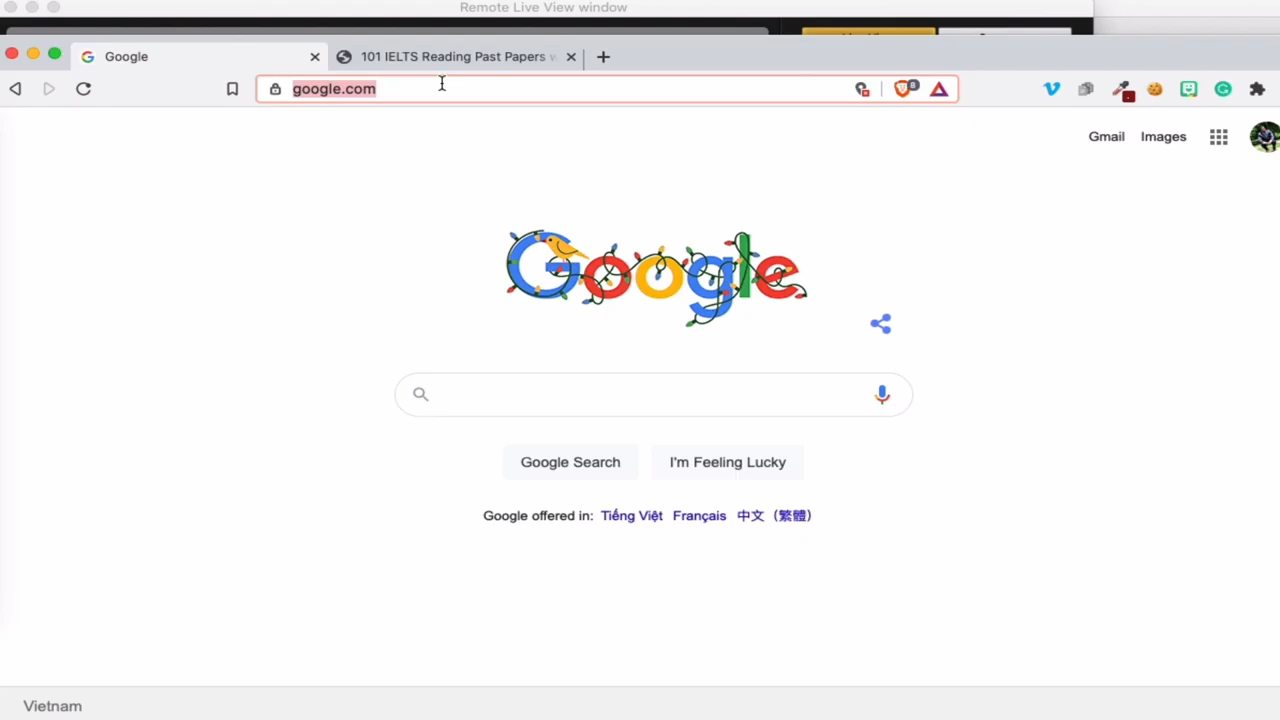 Remote Live View window
Google
101 IELTS Reading Past Papers w
google.com
8
Gmail Images
Google
Google Search
I'm Feeling Lucky
Google offered in: Tiếng Việt Français 中文（繁體）
Vietnam